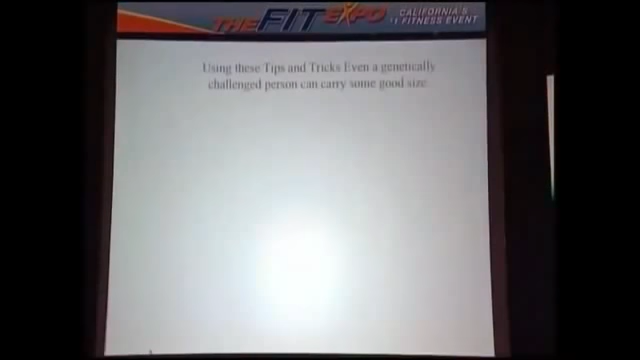 THE FIT EXPO CALIFORNIA'S
#1 FITNESS EVENT
Using these Tips and Tricks Even a genetically
challenged person can carry some good size.